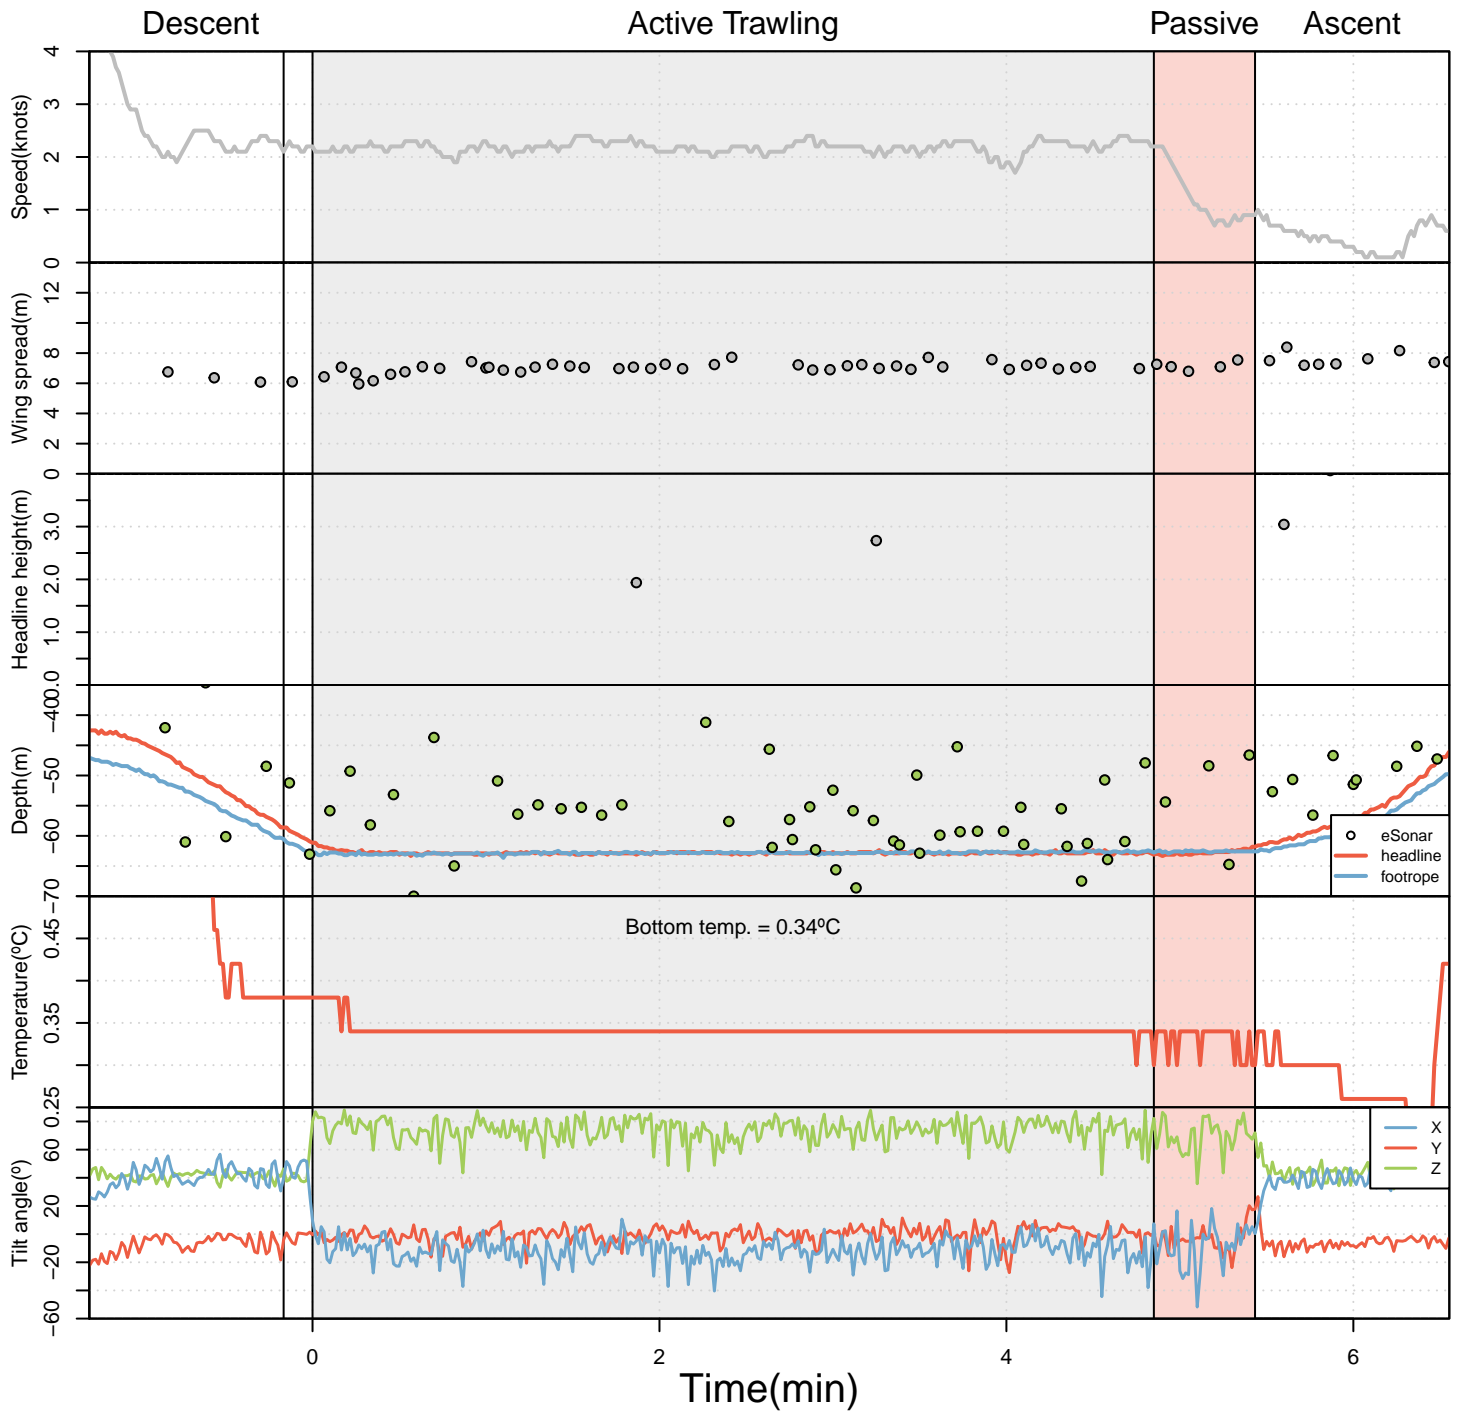 Descent Active Trawling Passive Ascent
Speed(knots)
4
3
2
1
0
Wing spread(m)
12
8
6
4
2
0
Headline height(m)
3.0
2.0
1.0
0.0
Depth(m)
−40
−50
−60
−70
eSonar
headline
footrope
Temperature(ºC)
0.45
0.35
0.25
Bottom temp. = 0.34ºC
Tilt angle(º)
60
20
−20
−60
X
Y
Z
0 2 4 6
Time(min)